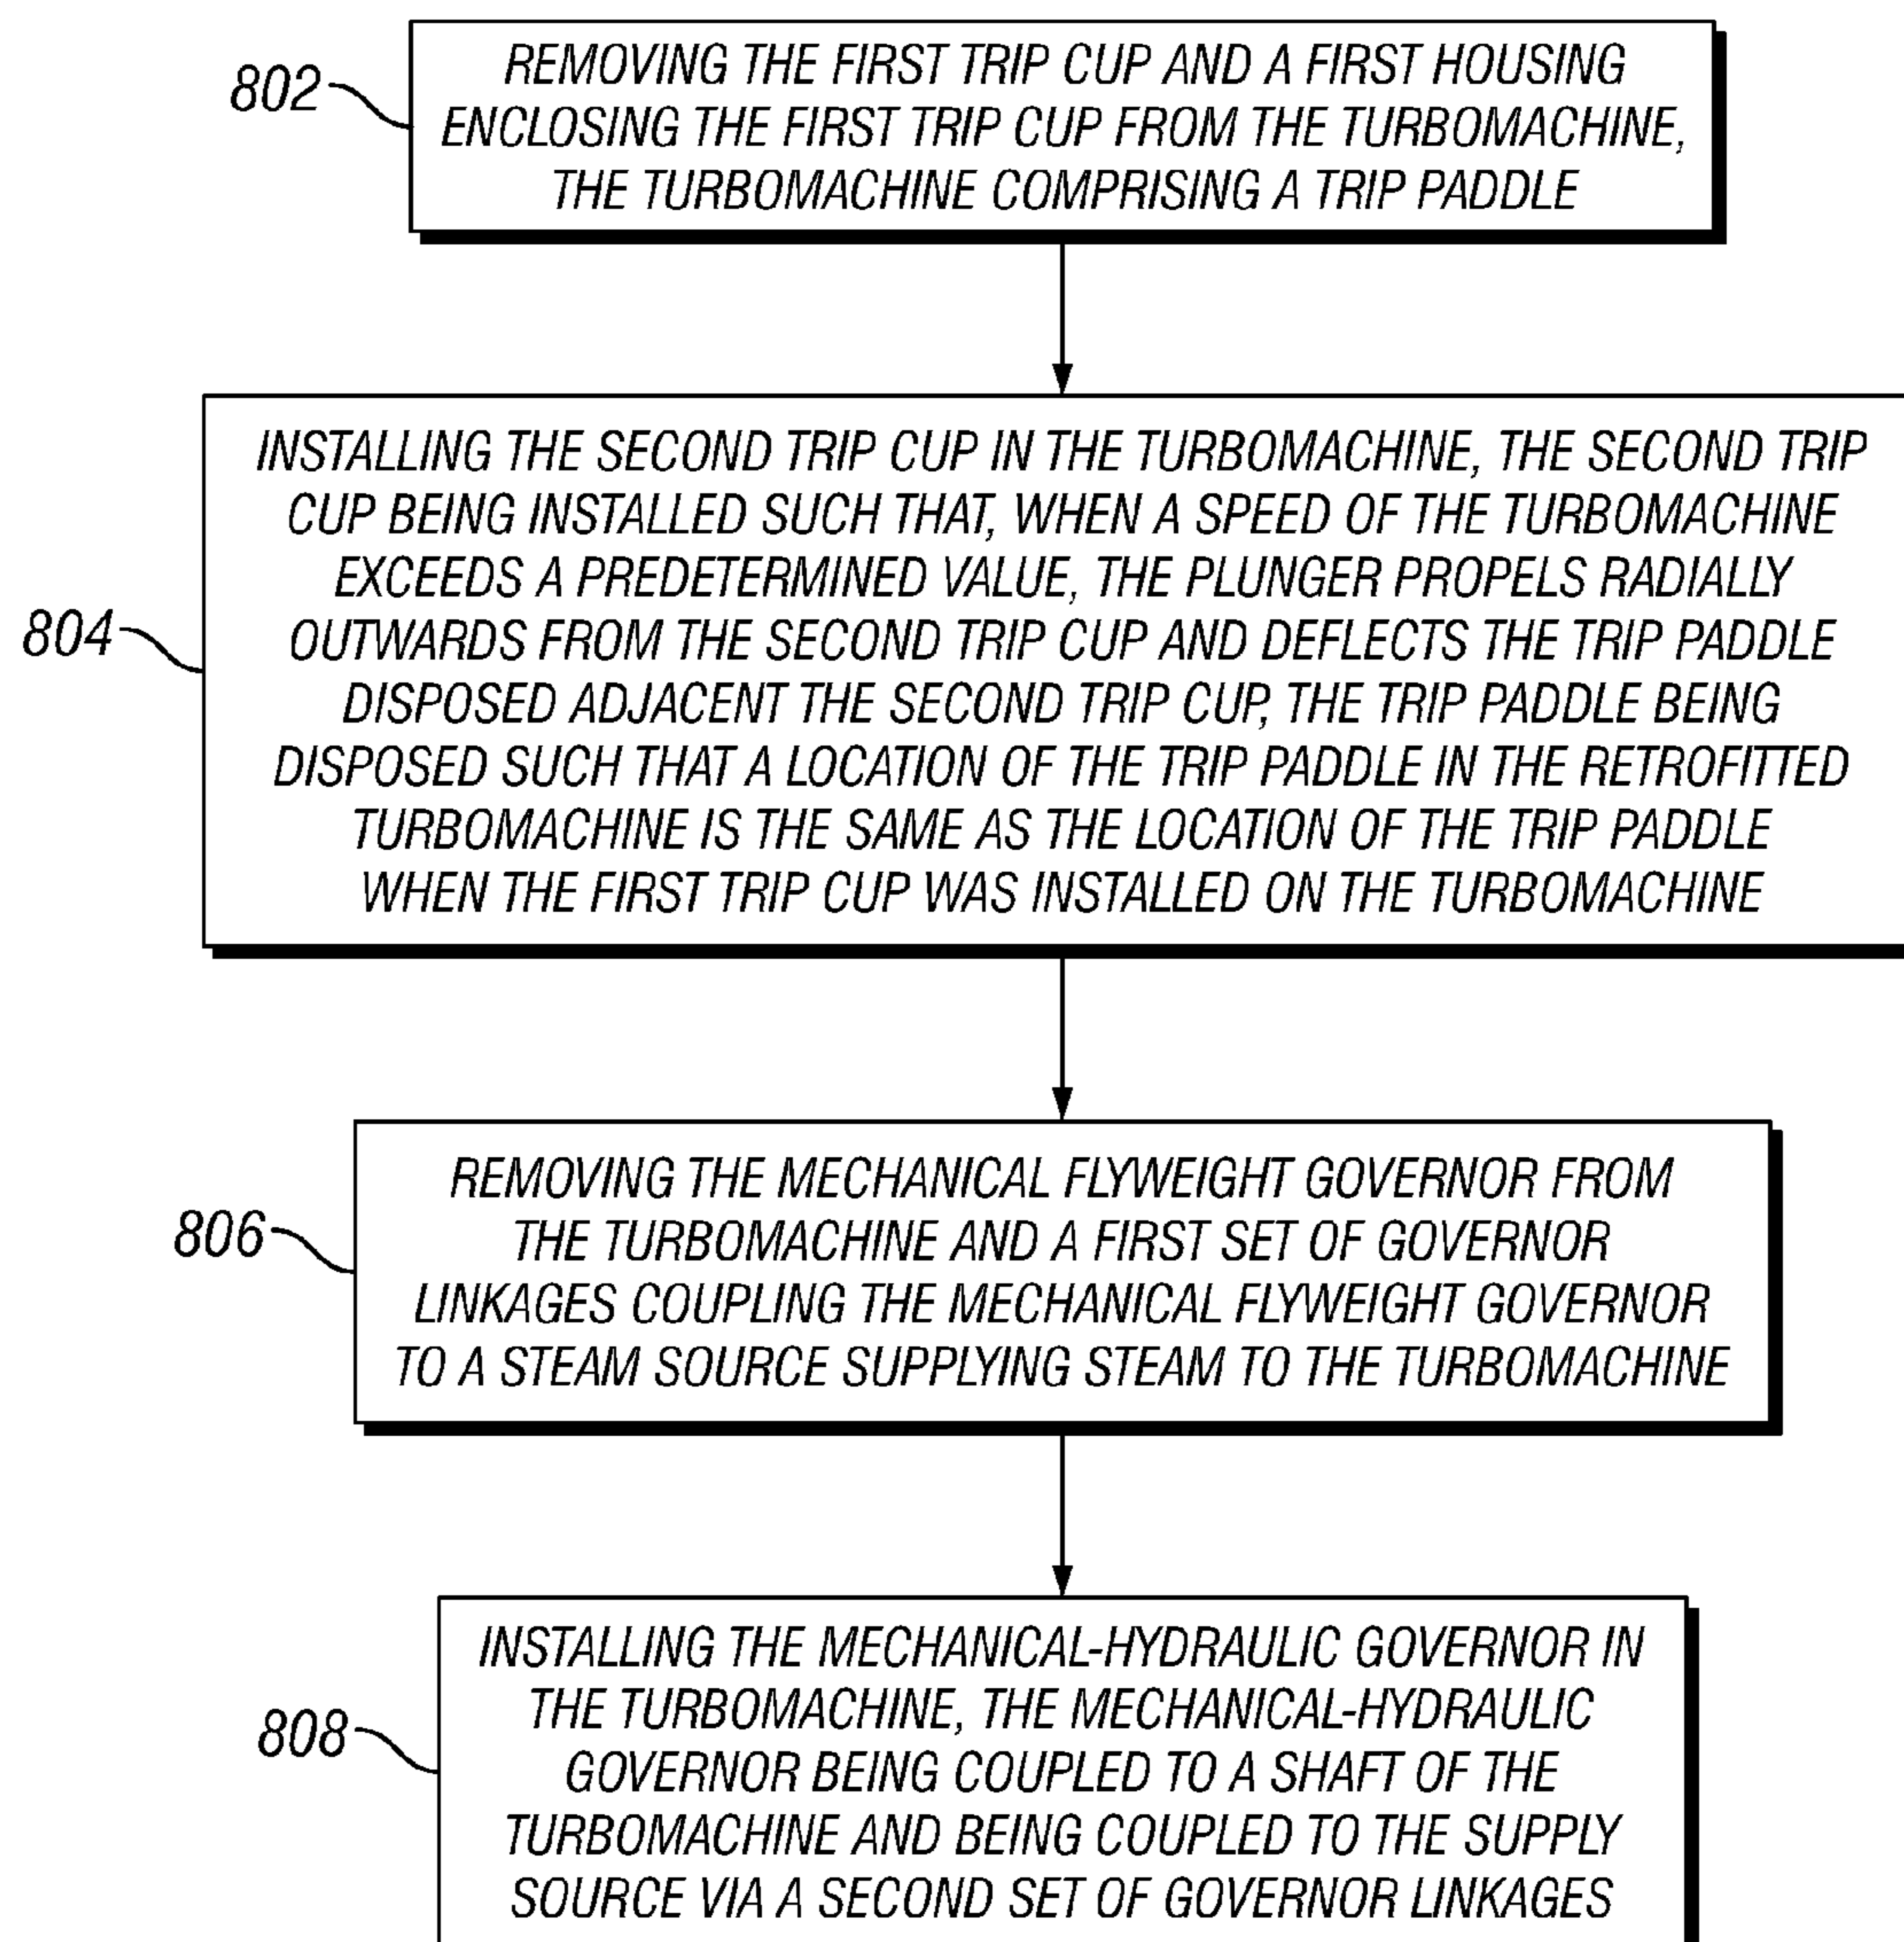 802
REMOVING THE FIRST TRIP CUP AND A FIRST HOUSING
ENCLOSING THE FIRST TRIP CUP FROM THE TURBOMACHINE,
THE TURBOMACHINE COMPRISING A TRIP PADDLE
804
INSTALLING THE SECOND TRIP CUP IN THE TURBOMACHINE, THE SECOND TRIP
CUP BEING INSTALLED SUCH THAT, WHEN A SPEED OF THE TURBOMACHINE
EXCEEDS A PREDETERMINED VALUE, THE PLUNGER PROPELS RADIALLY
OUTWARDS FROM THE SECOND TRIP CUP AND DEFLECTS THE TRIP PADDLE
DISPOSED ADJACENT THE SECOND TRIP CUP, THE TRIP PADDLE BEING
DISPOSED SUCH THAT A LOCATION OF THE TRIP PADDLE IN THE RETROFITTED
TURBOMACHINE IS THE SAME AS THE LOCATION OF THE TRIP PADDLE
WHEN THE FIRST TRIP CUP WAS INSTALLED ON THE TURBOMACHINE
806
REMOVING THE MECHANICAL FLYWEIGHT GOVERNOR FROM
THE TURBOMACHINE AND A FIRST SET OF GOVERNOR
LINKAGES COUPLING THE MECHANICAL FLYWEIGHT GOVERNOR
TO A STEAM SOURCE SUPPLYING STEAM TO THE TURBOMACHINE
808
INSTALLING THE MECHANICAL-HYDRAULIC GOVERNOR IN
THE TURBOMACHINE, THE MECHANICAL-HYDRAULIC
GOVERNOR BEING COUPLED TO A SHAFT OF THE
TURBOMACHINE AND BEING COUPLED TO THE SUPPLY
SOURCE VIA A SECOND SET OF GOVERNOR LINKAGES